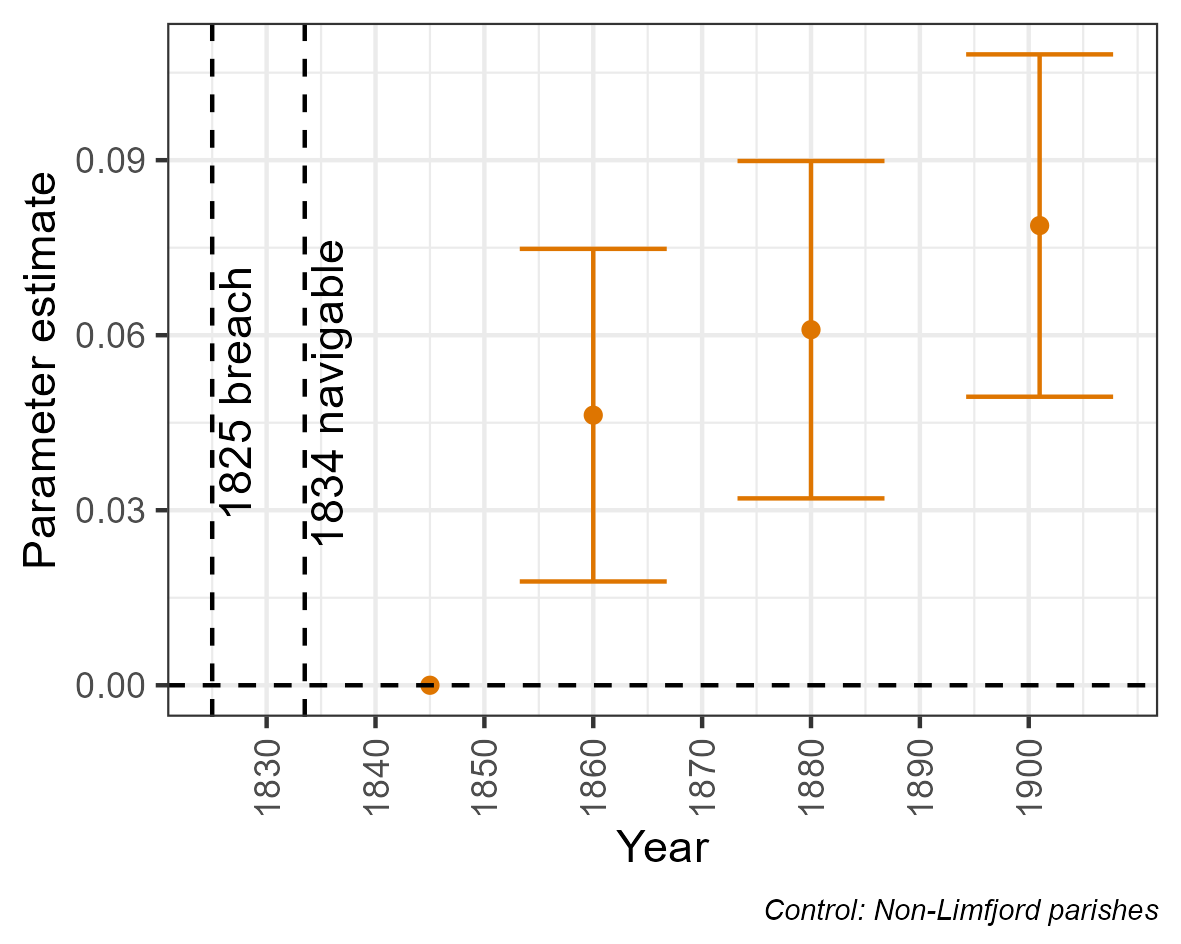 Parameter estimate
0.09
0.06
0.03
0.00
1825 breach
1834 navigable
1830
1840
1850
1860
1870
1880
1890
1900
Year
Control: Non-Limfjord parishes